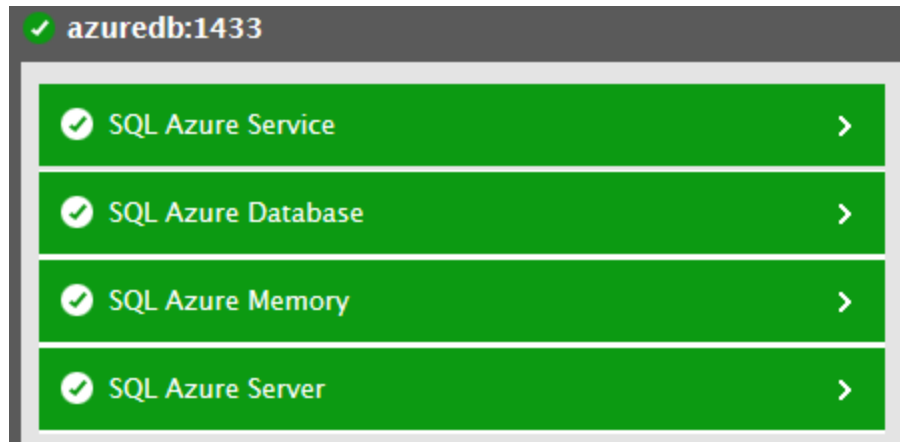 azuredb:1433
SQL Azure Service
SQL Azure Database
SQL Azure Memory
SQL Azure Server